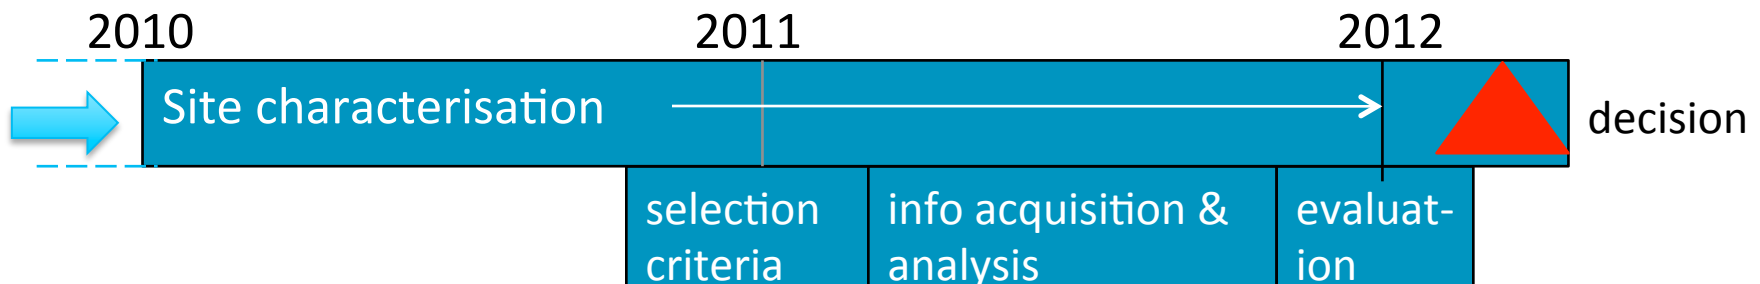 2010 2011 2012
Site characterisation
decision
selection
criteria
info acquisition &
analysis
evaluat-
ion